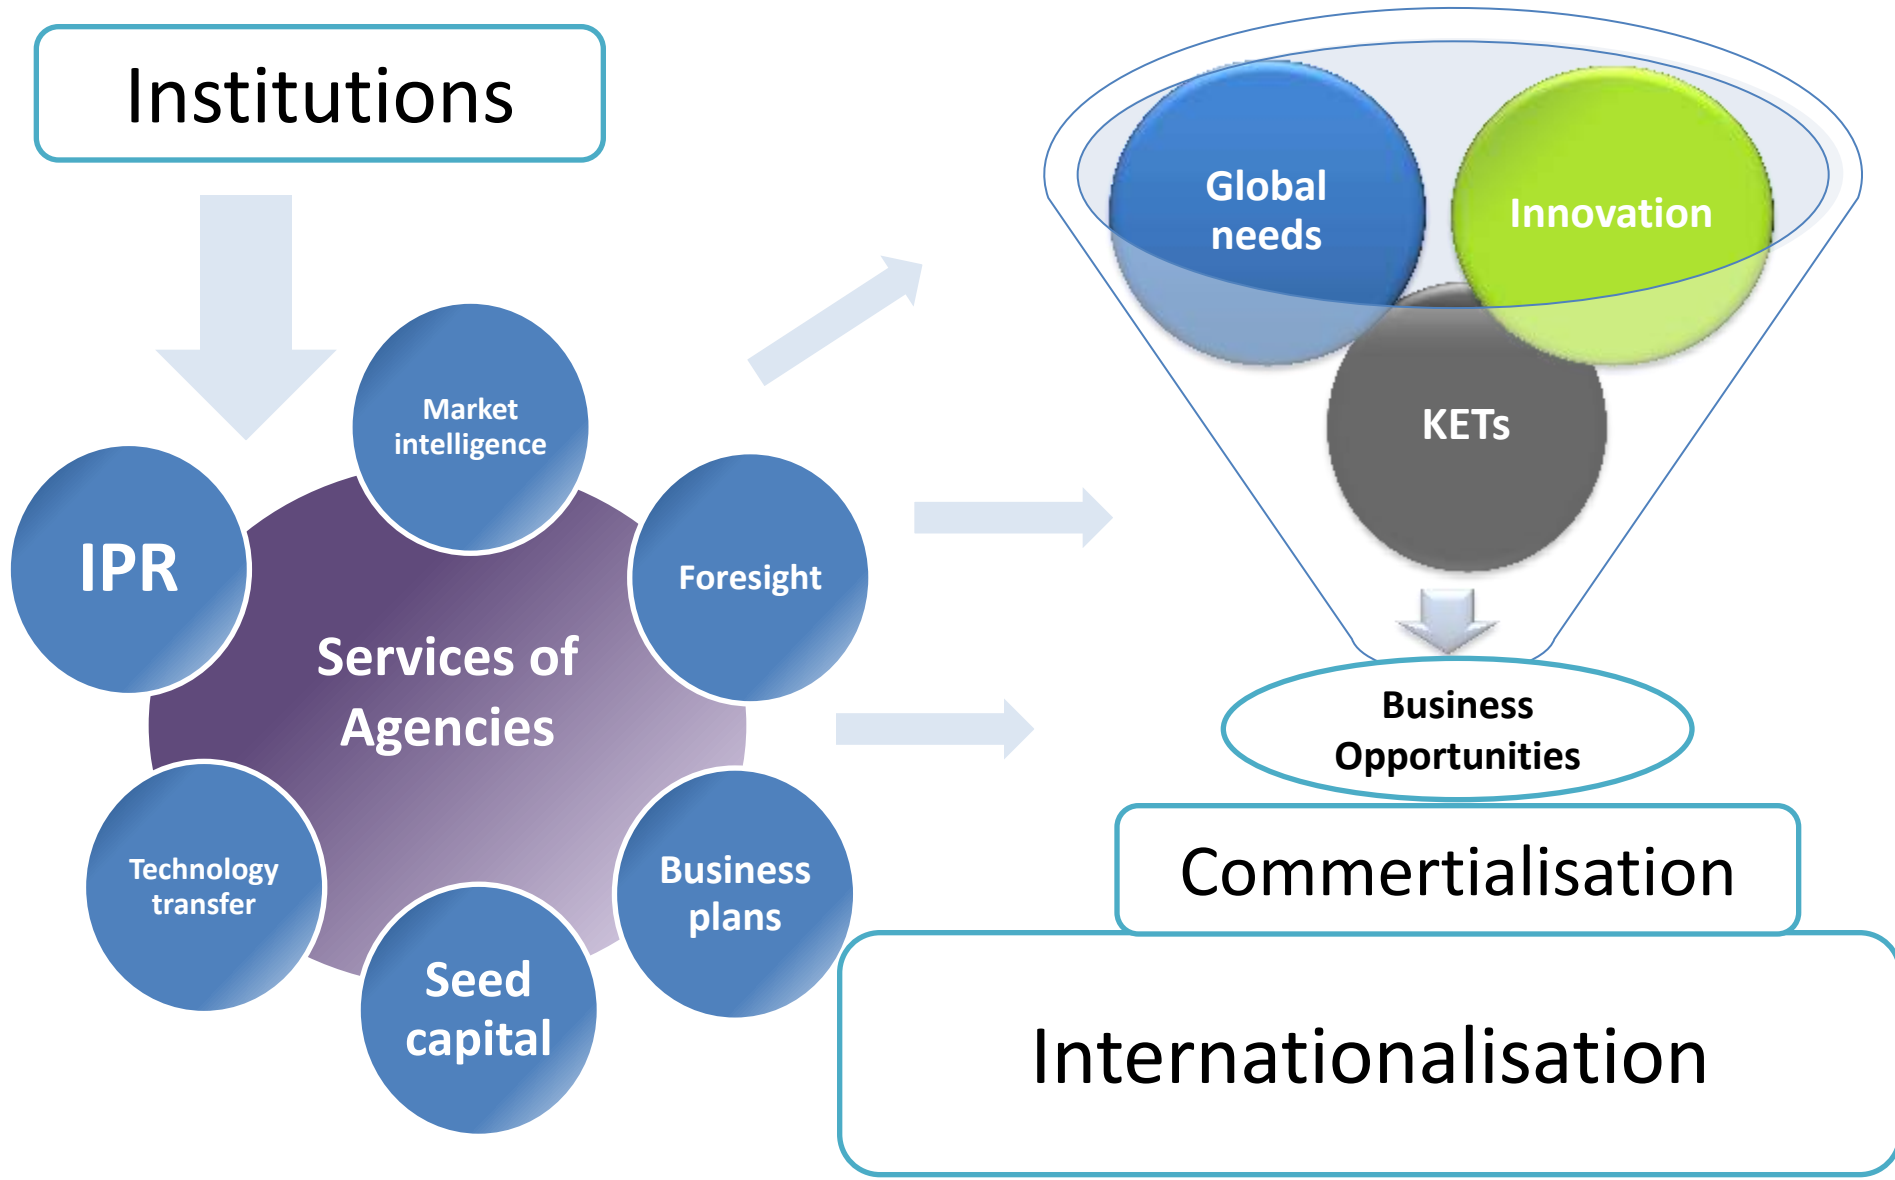 Institutions
Market
intelligence
IPR
Foresight
Services of
Agencies
Technology
transfer
Business
plans
Seed
capital
Global
needs
Innovation
KETs
Business
Opportunities
Commertialisation
Internationalisation